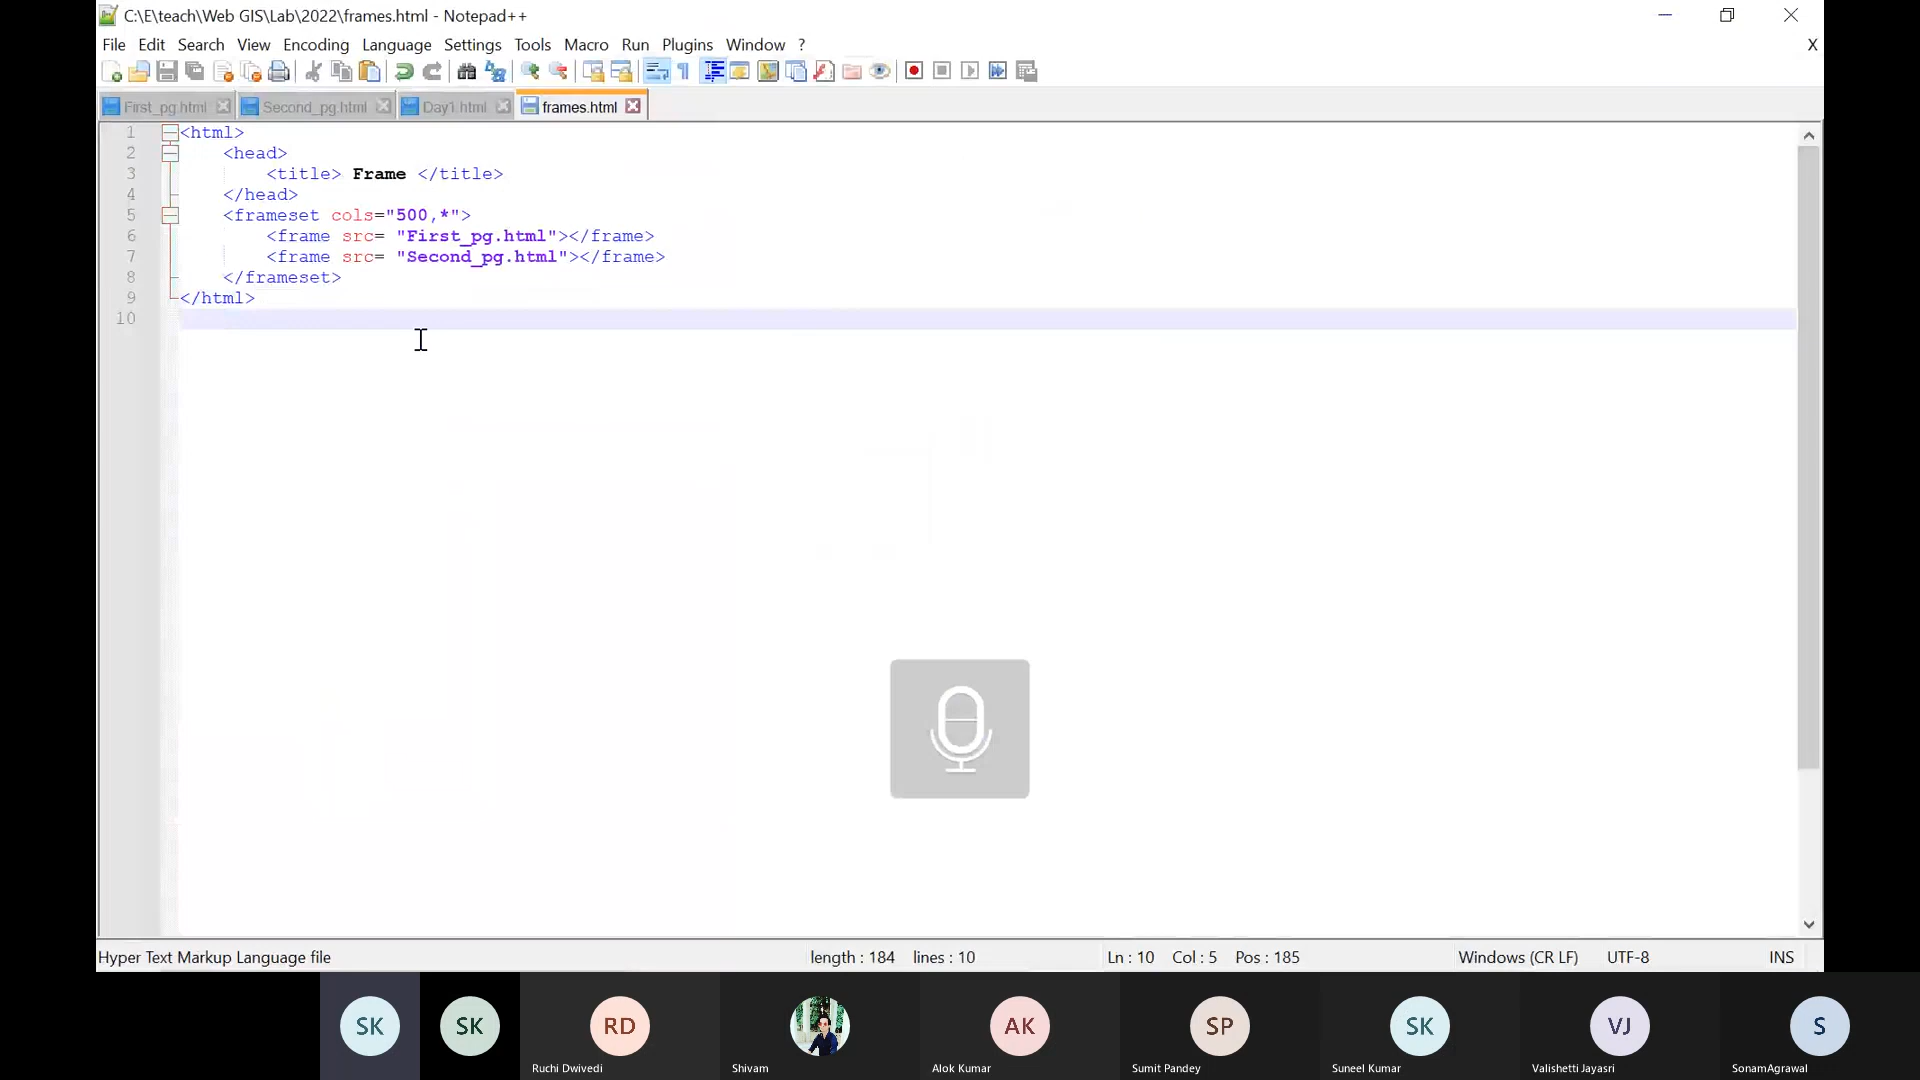 C:\E\teach\Web GIS\Lab\2022\frames.html - Notepad++
File Edit Search View Encoding Language Settings Tools Macro Run Plugins Window ? X
First_pg.html Second_pg.html Day1.html frames.html
1 <html>
2 <head>
3 <title> Frame </title>
4 </head>
5 <frameset cols="500,*">
6 <frame src= "First_pg.html"></frame>
7 <frame src= "Second_pg.html"></frame>
8 </frameset>
9 </html>
10
Hyper Text Markup Language file length : 184 lines : 10 Ln : 10 Col : 5 Pos : 185 Windows (CR LF) UTF-8 INS
SK SK RD AK SP SK VJ S
Ruchi Dwivedi Shivam Alok Kumar Sumit Pandey Suneel Kumar Valishetti Jayasri SonamAgrawal